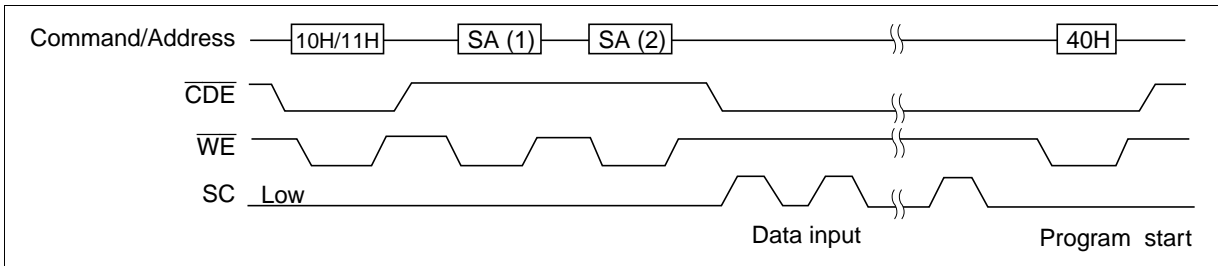 Command/Address 10H/11H SA (1) SA (2) 40H
CDE
WE
SC Low
Data input Program start